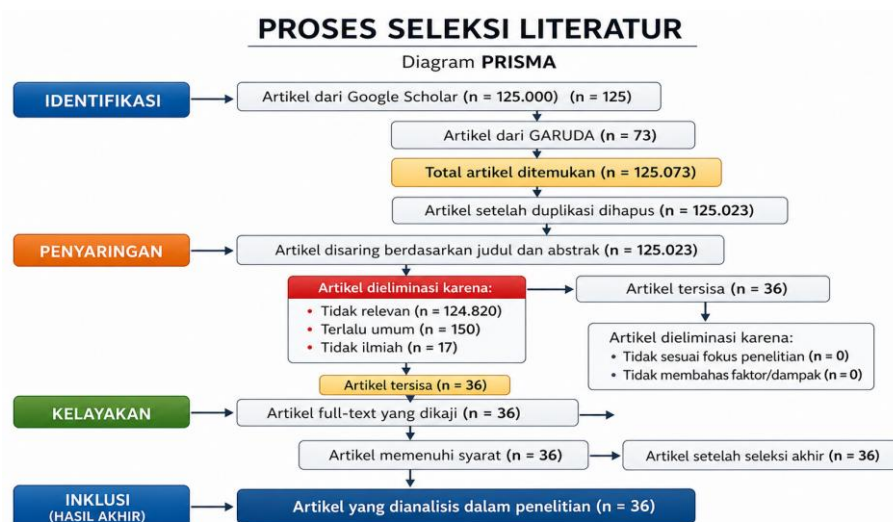 PROSES SELEKSI LITERATUR
Diagram PRISMA
IDENTIFIKASI
Artikel dari Google Scholar (n = 125.000) (n = 125)
Artikel dari GARUDA (n = 73)
Total artikel ditemukan (n = 125.073)
Artikel setelah duplikasi dihapus (n = 125.023)
PENYARINGAN
Artikel disaring berdasarkan judul dan abstrak (n = 125.023)
Artikel dieliminasi karena:
• Tidak relevan (n = 124.820)
• Terlalu umum (n = 150)
• Tidak ilmiah (n = 17)
Artikel tersisa (n = 36)
Artikel dieliminasi karena:
• Tidak sesuai fokus penelitian (n = 0)
• Tidak membahas faktor/dampak (n = 0)
Artikel tersisa (n = 36)
KELAYAKAN
Artikel full-text yang dikaji (n = 36)
Artikel memenuhi syarat (n = 36)
Artikel setelah seleksi akhir (n = 36)
INKLUSI
(HASIL AKHIR)
Artikel yang dianalisis dalam penelitian (n = 36)